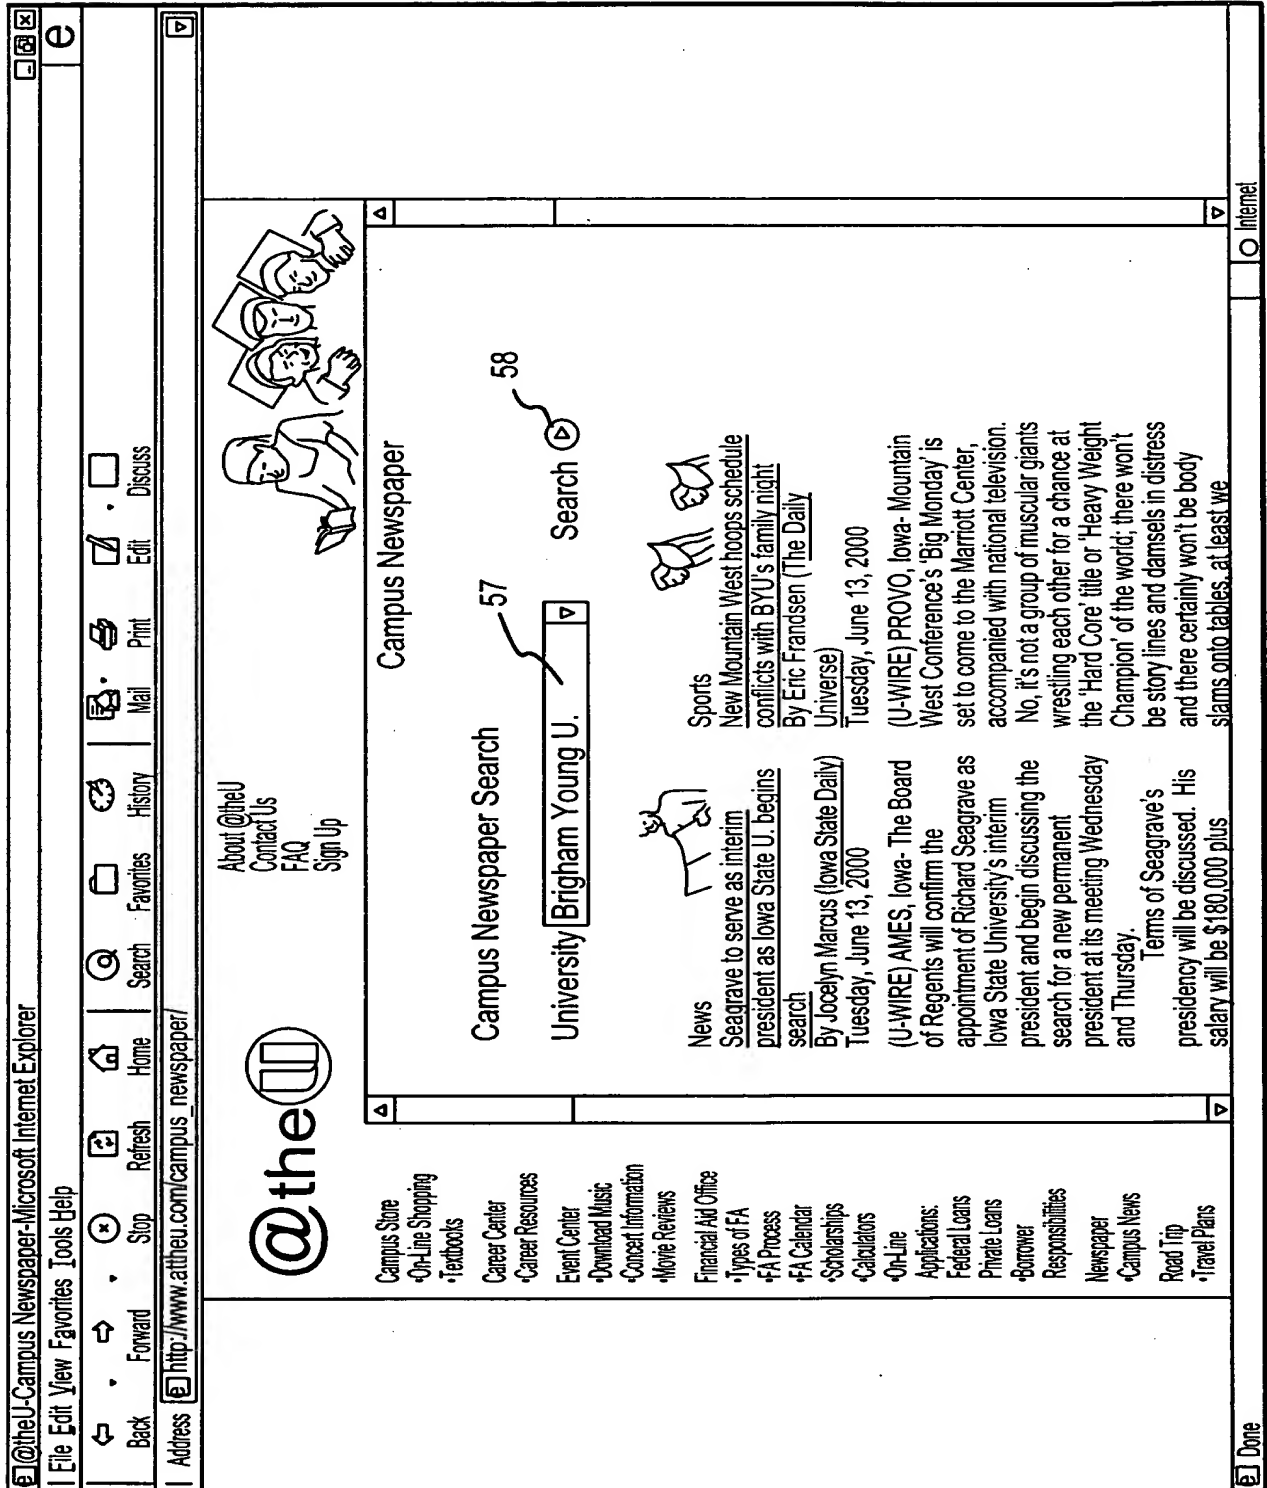 @theU-Campus Newspaper-Microsoft Internet Explorer
File Edit View Favorites Tools Help
Back Forward Stop Refresh Home Search Favorites History Mail Print Edit Discuss
Address http://www.attheu.com/campus_newspaper/
@theU
About @theU
Contact Us
FAQ
Sign Up
Campus Store
•On-Line Shopping
•Textbooks
Career Center
•Career Resources
Event Center
•Download Music
•Concert Information
•Movie Reviews
Financial Aid Office
•Types of FA
•FA Process
•FA Calendar
•Scholarships
•Calculators
•On-Line
Applications:
Federal Loans
Private Loans
•Borrower
Responsibilities
Newspaper
•Campus News
Road Trip
•Travel Plans
Campus Newspaper
Campus Newspaper Search
University Brigham Young U. Search
57
58
News
Seagrave to serve as interim
president as Iowa State U. begins
search
By Jocelyn Marcus (Iowa State Daily)
Tuesday, June 13, 2000
(U-WIRE) AMES, Iowa- The Board
of Regents will confirm the
appointment of Richard Seagrave as
Iowa State University's interim
president and begin discussing the
search for a new permanent
president at its meeting Wednesday
and Thursday.
Terms of Seagrave's
presidency will be discussed. His
salary will be $180,000 plus
Sports
New Mountain West hoops schedule
conflicts with BYU's family night
By Eric Frandsen (The Daily
Universe)
Tuesday, June 13, 2000
(U-WIRE) PROVO, Iowa- Mountain
West Conference's 'Big Monday' is
set to come to the Marriott Center,
accompanied with national television.
No, it's not a group of muscular giants
wrestling each other for a chance at
the 'Hard Core' title or 'Heavy Weight
Champion' of the world; there won't
be story lines and damsels in distress
and there certainly won't be body
slams onto tables, at least we
Done
Internet